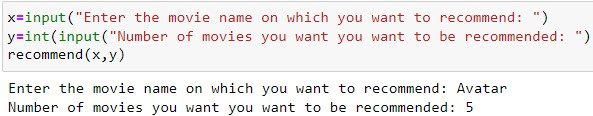 x=input("Enter the movie name on which you want to recommend: ")
y=int(input("Number of movies you want you want to be recommended: "))
recommend(x,y)
Enter the movie name on which you want to recommend: Avatar
Number of movies you want you want to be recommended: 5